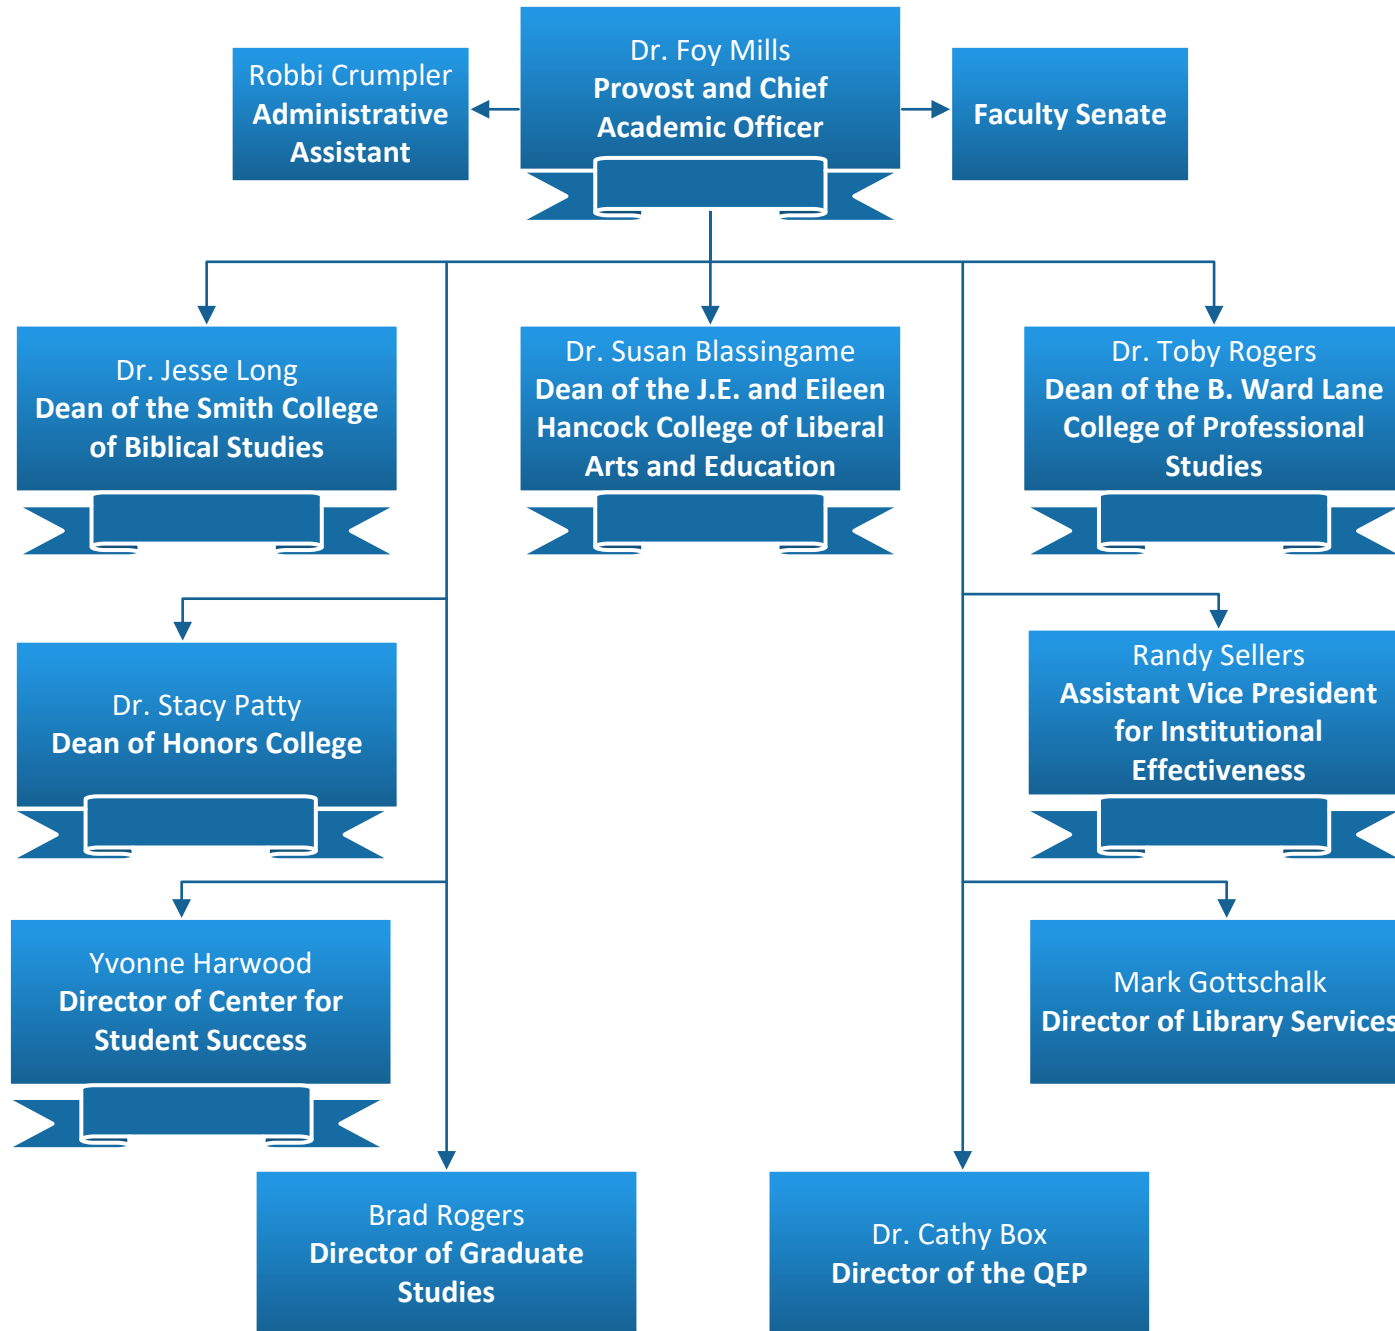 Dr. Foy Mills
Provost and Chief
Academic Officer
Robbi Crumpler
Administrative
Assistant
Faculty Senate
Dr. Jesse Long
Dean of the Smith College
of Biblical Studies
Dr. Susan Blassingame
Dean of the J.E. and Eileen
Hancock College of Liberal
Arts and Education
Dr. Toby Rogers
Dean of the B. Ward Lane
College of Professional
Studies
Dr. Stacy Patty
Dean of Honors College
Randy Sellers
Assistant Vice President
for Institutional
Effectiveness
Yvonne Harwood
Director of Center for
Student Success
Mark Gottschalk
Director of Library Services
Brad Rogers
Director of Graduate
Studies
Dr. Cathy Box
Director of the QEP